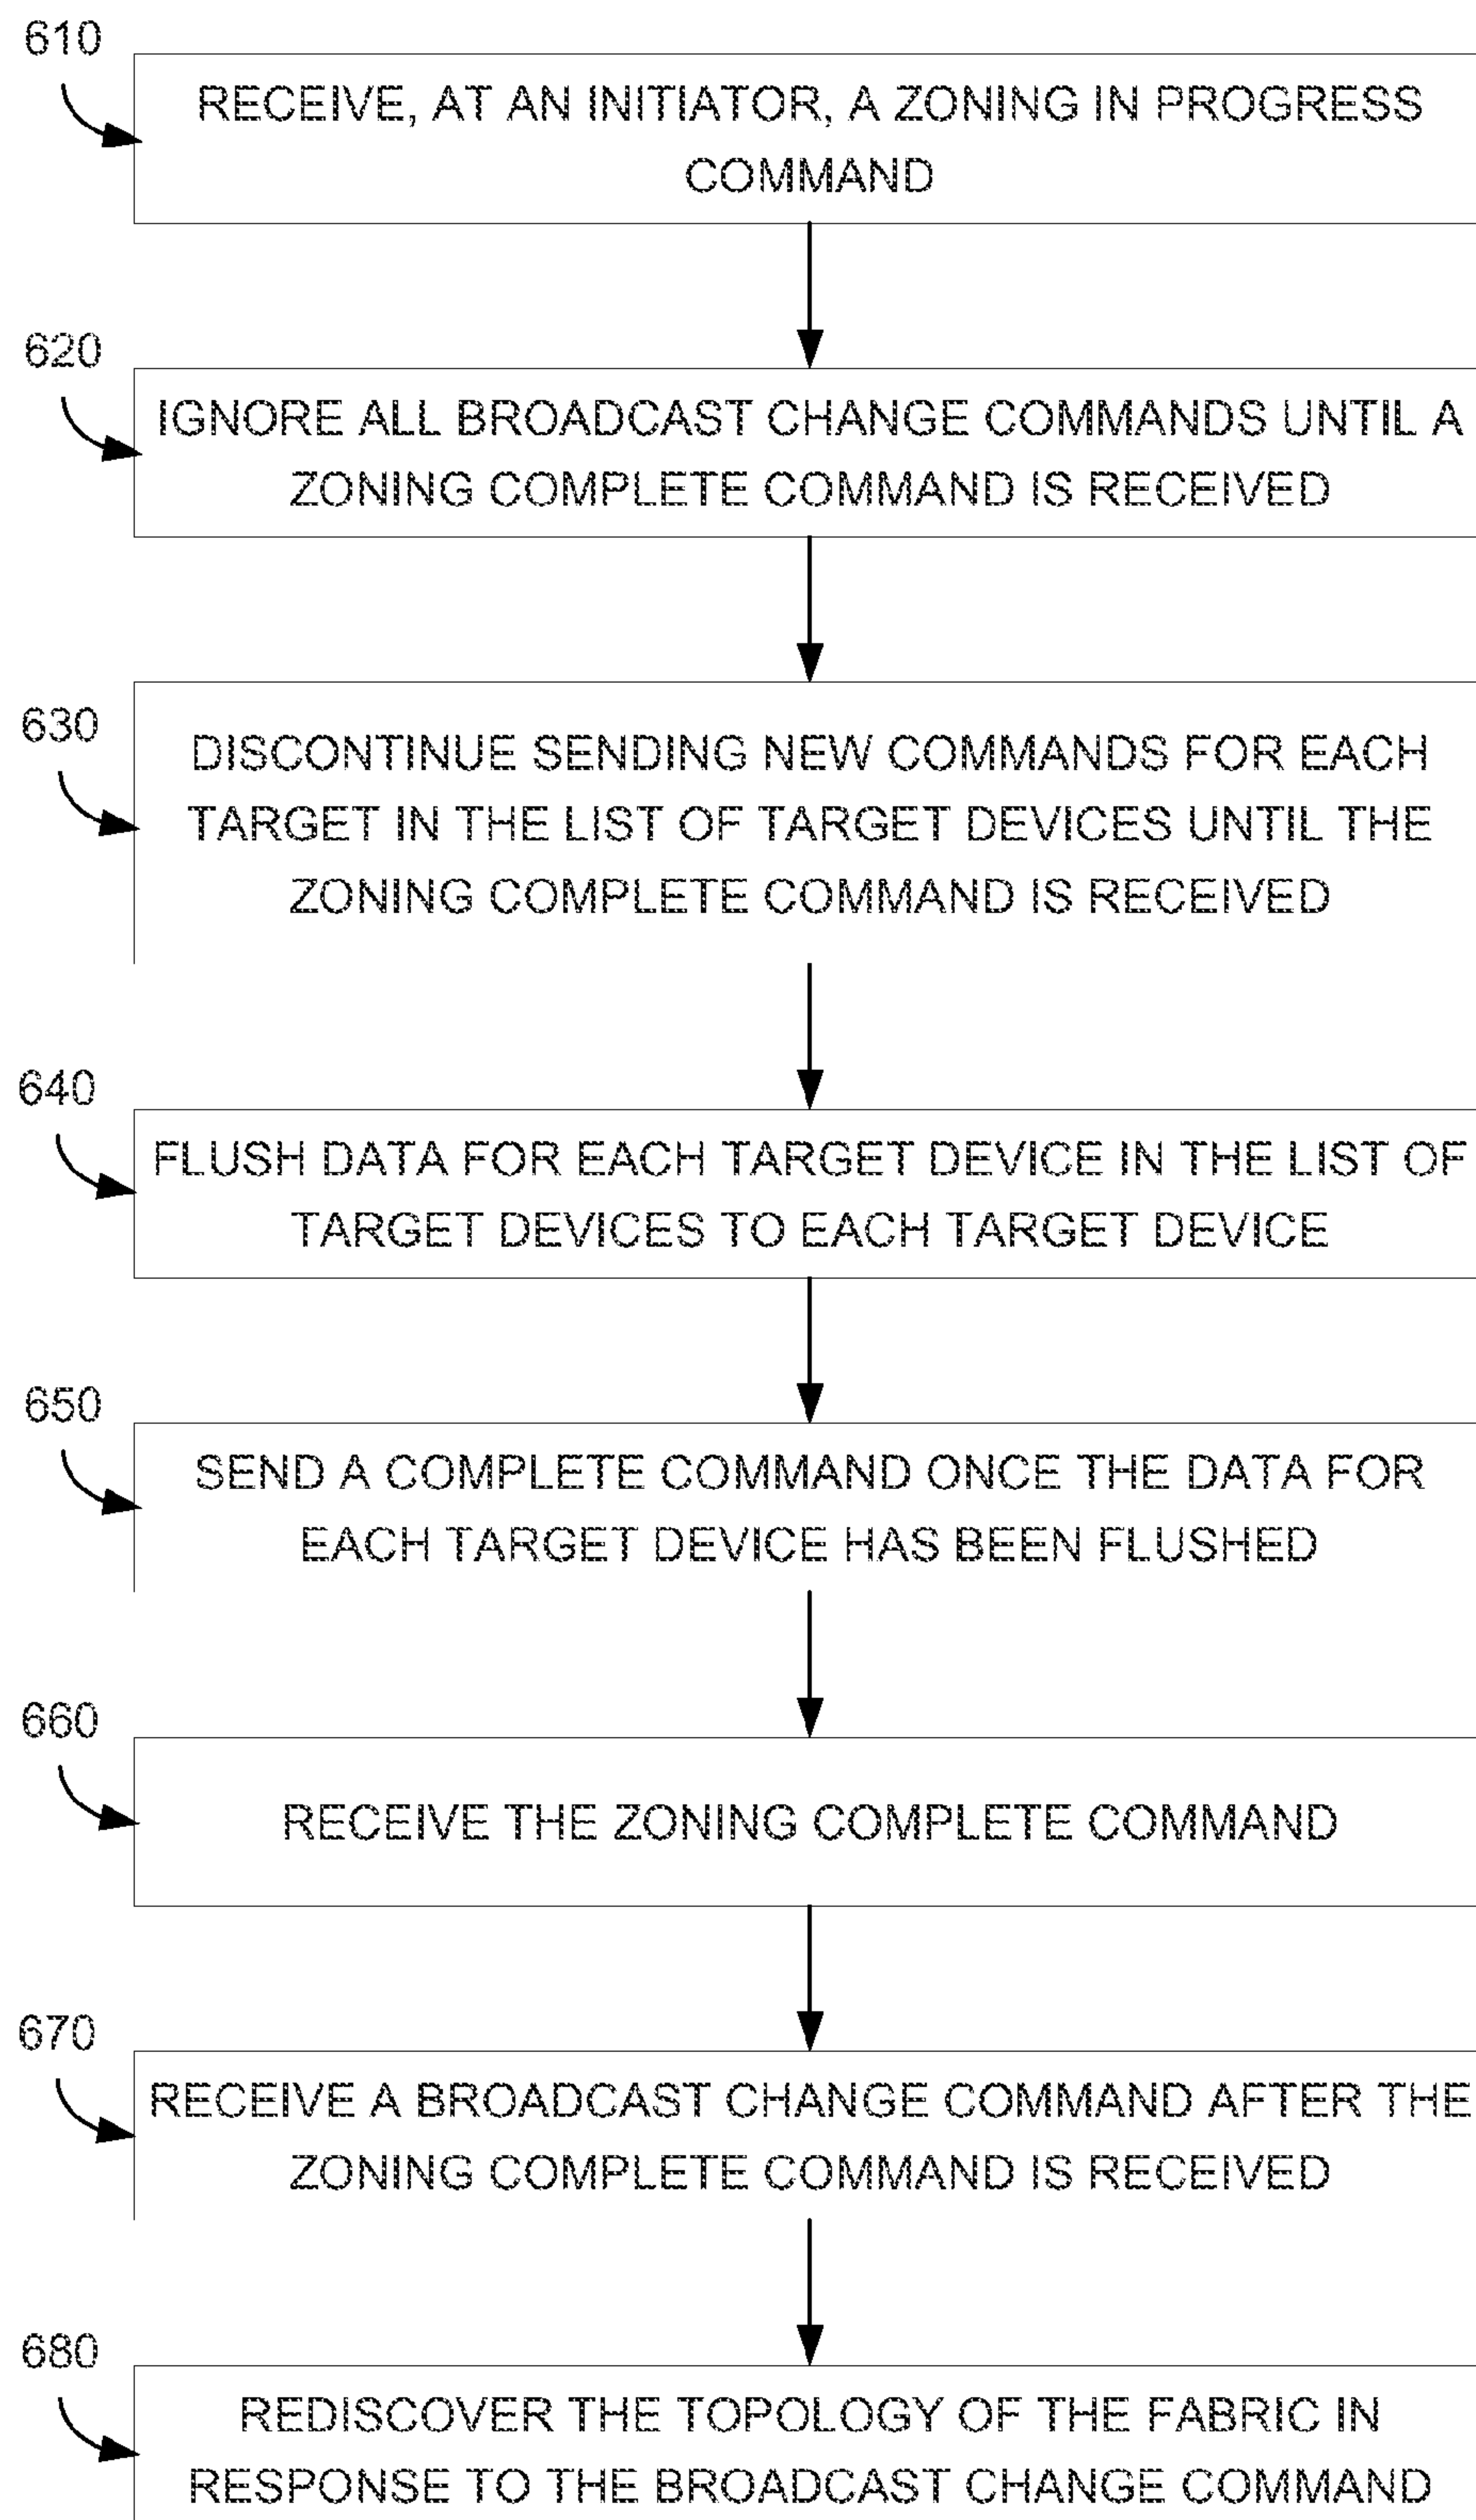 610
RECEIVE, AT AN INITIATOR, A ZONING IN PROGRESS
COMMAND
620
IGNORE ALL BROADCAST CHANGE COMMANDS UNTIL A
ZONING COMPLETE COMMAND IS RECEIVED
630
DISCONTINUE SENDING NEW COMMANDS FOR EACH
TARGET IN THE LIST OF TARGET DEVICES UNTIL THE
ZONING COMPLETE COMMAND IS RECEIVED
640
FLUSH DATA FOR EACH TARGET DEVICE IN THE LIST OF
TARGET DEVICES TO EACH TARGET DEVICE
650
SEND A COMPLETE COMMAND ONCE THE DATA FOR
EACH TARGET DEVICE HAS BEEN FLUSHED
660
RECEIVE THE ZONING COMPLETE COMMAND
670
RECEIVE A BROADCAST CHANGE COMMAND AFTER THE
ZONING COMPLETE COMMAND IS RECEIVED
680
REDISCOVER THE TOPOLOGY OF THE FABRIC IN
RESPONSE TO THE BROADCAST CHANGE COMMAND